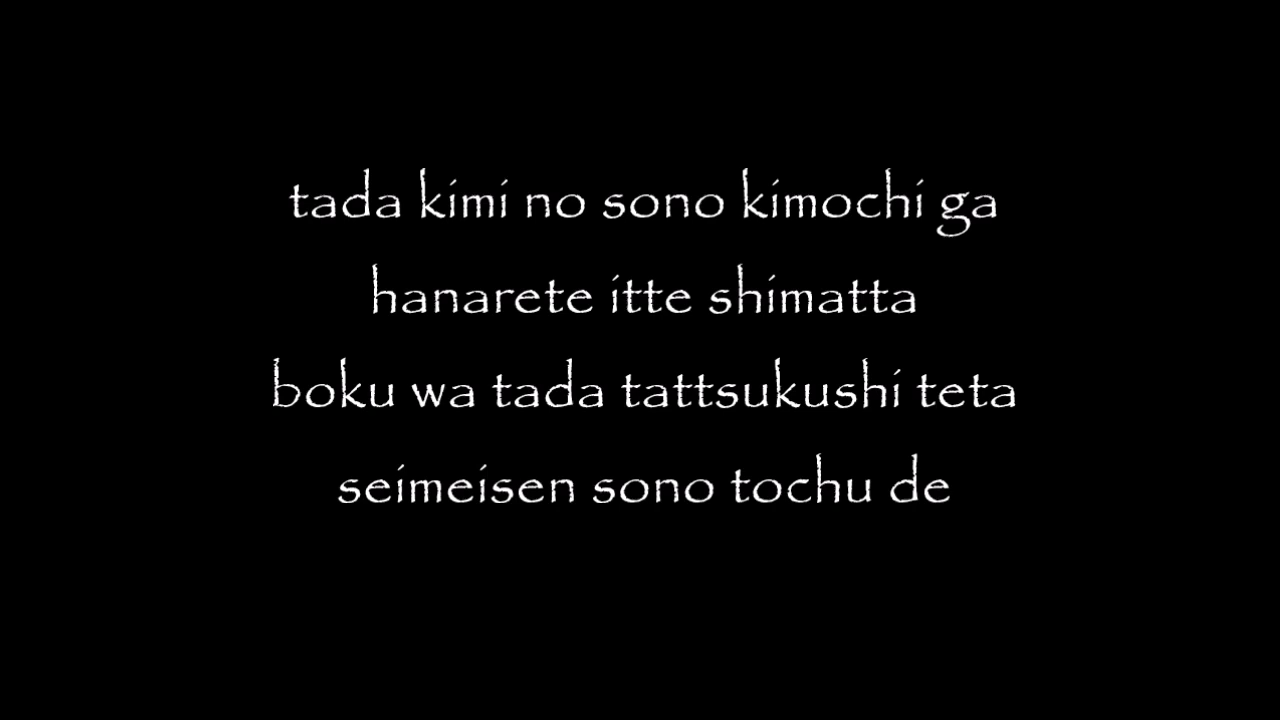 tada kimi no sono kimochi ga
hanarete itte shimatta
boku wa tada tattsukushi teta
seimeisen sono tochu de